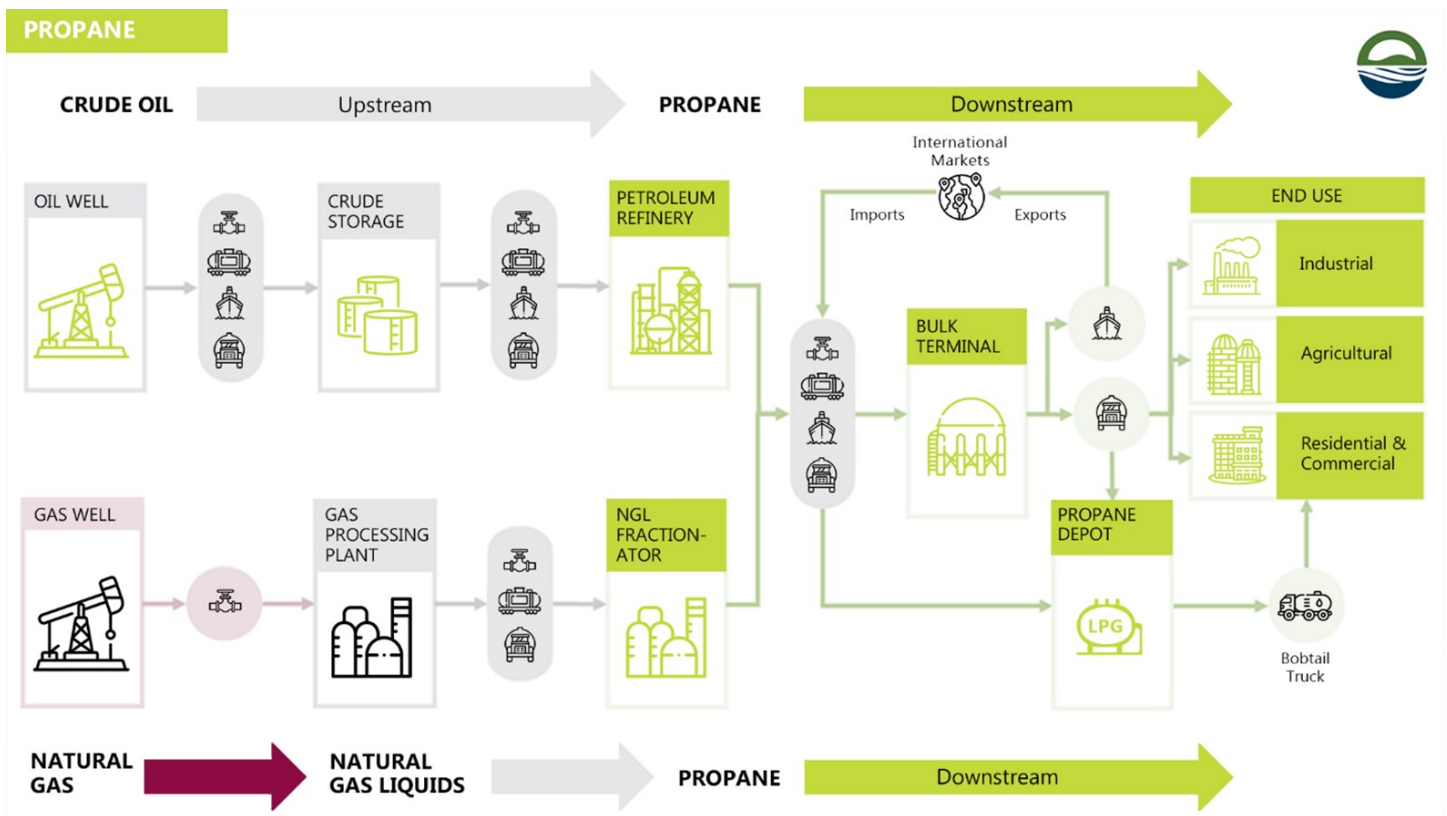 PROPANE
CRUDE OIL
Upstream
PROPANE
Downstream
International
Markets
Imports
Exports
OIL WELL
CRUDE
STORAGE
PETROLEUM
REFINERY
END USE
Industrial
BULK
TERMINAL
Agricultural
Residential &
Commercial
GAS WELL
GAS
PROCESSING
PLANT
NGL
FRACTION-
ATOR
PROPANE
DEPOT
LPG
Bobtail
Truck
NATURAL
GAS
NATURAL
GAS LIQUIDS
PROPANE
Downstream